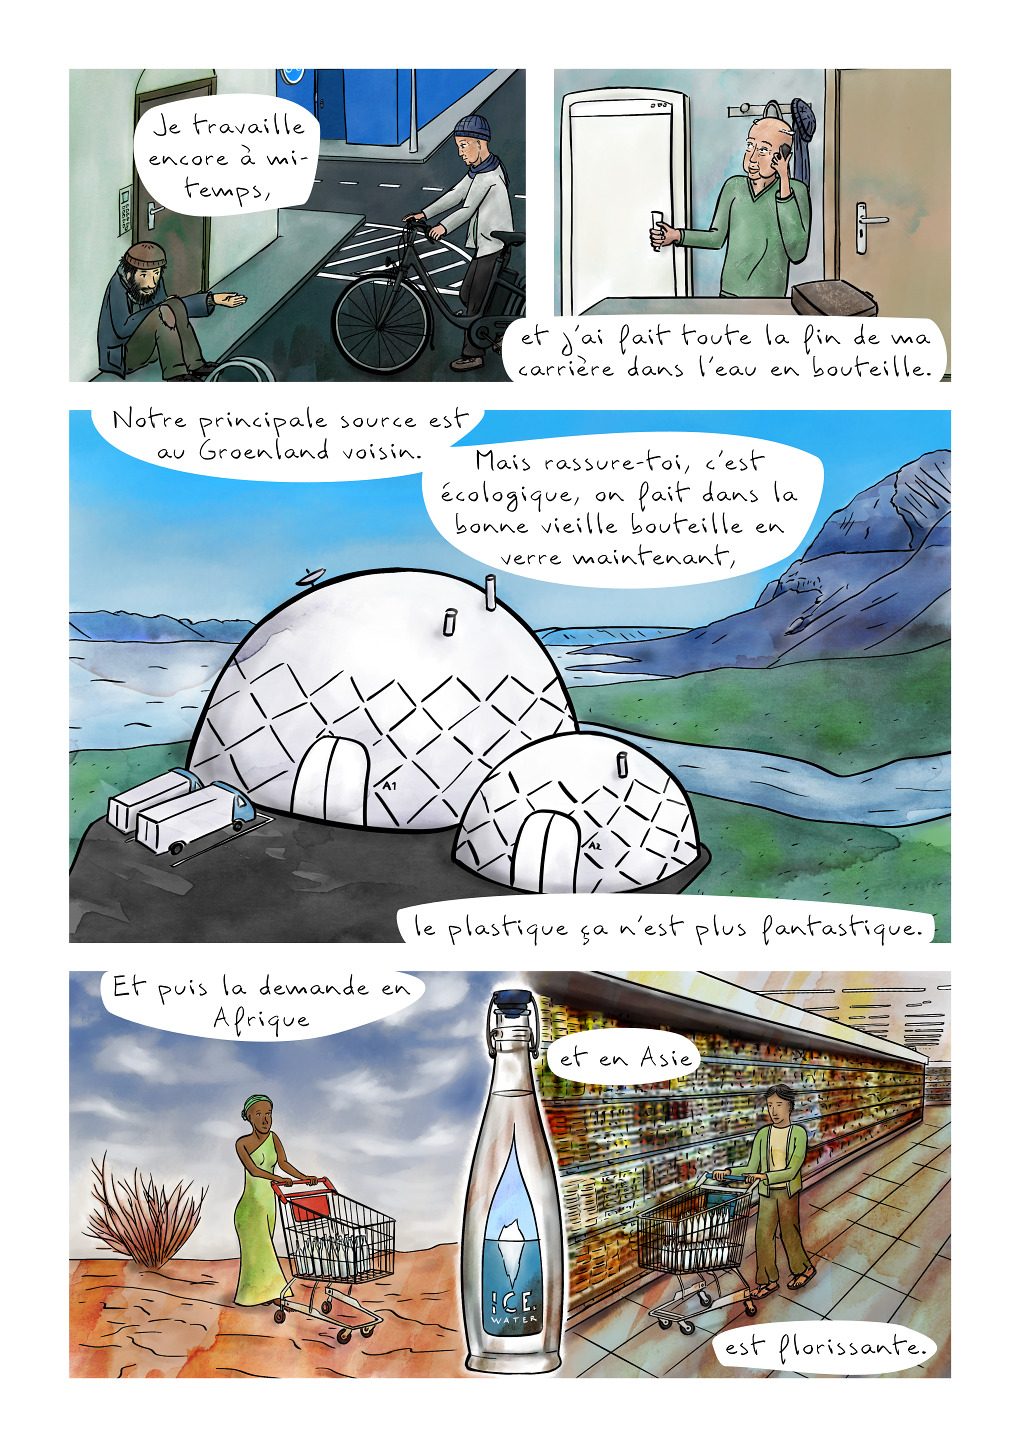 Je travaille
encore à mi-
temps,
et j'ai fait toute la fin de ma
carrière dans l'eau en bouteille.
Notre principale source est
au Groenland voisin.
Mais rassure-toi, c'est
écologique, on fait dans la
bonne vieille bouteille en
verre maintenant,
A1
A2
le plastique ça n'est plus fantastique.
Et puis la demande en
Afrique
et en Asie
ICE.
WATER
est florissante.